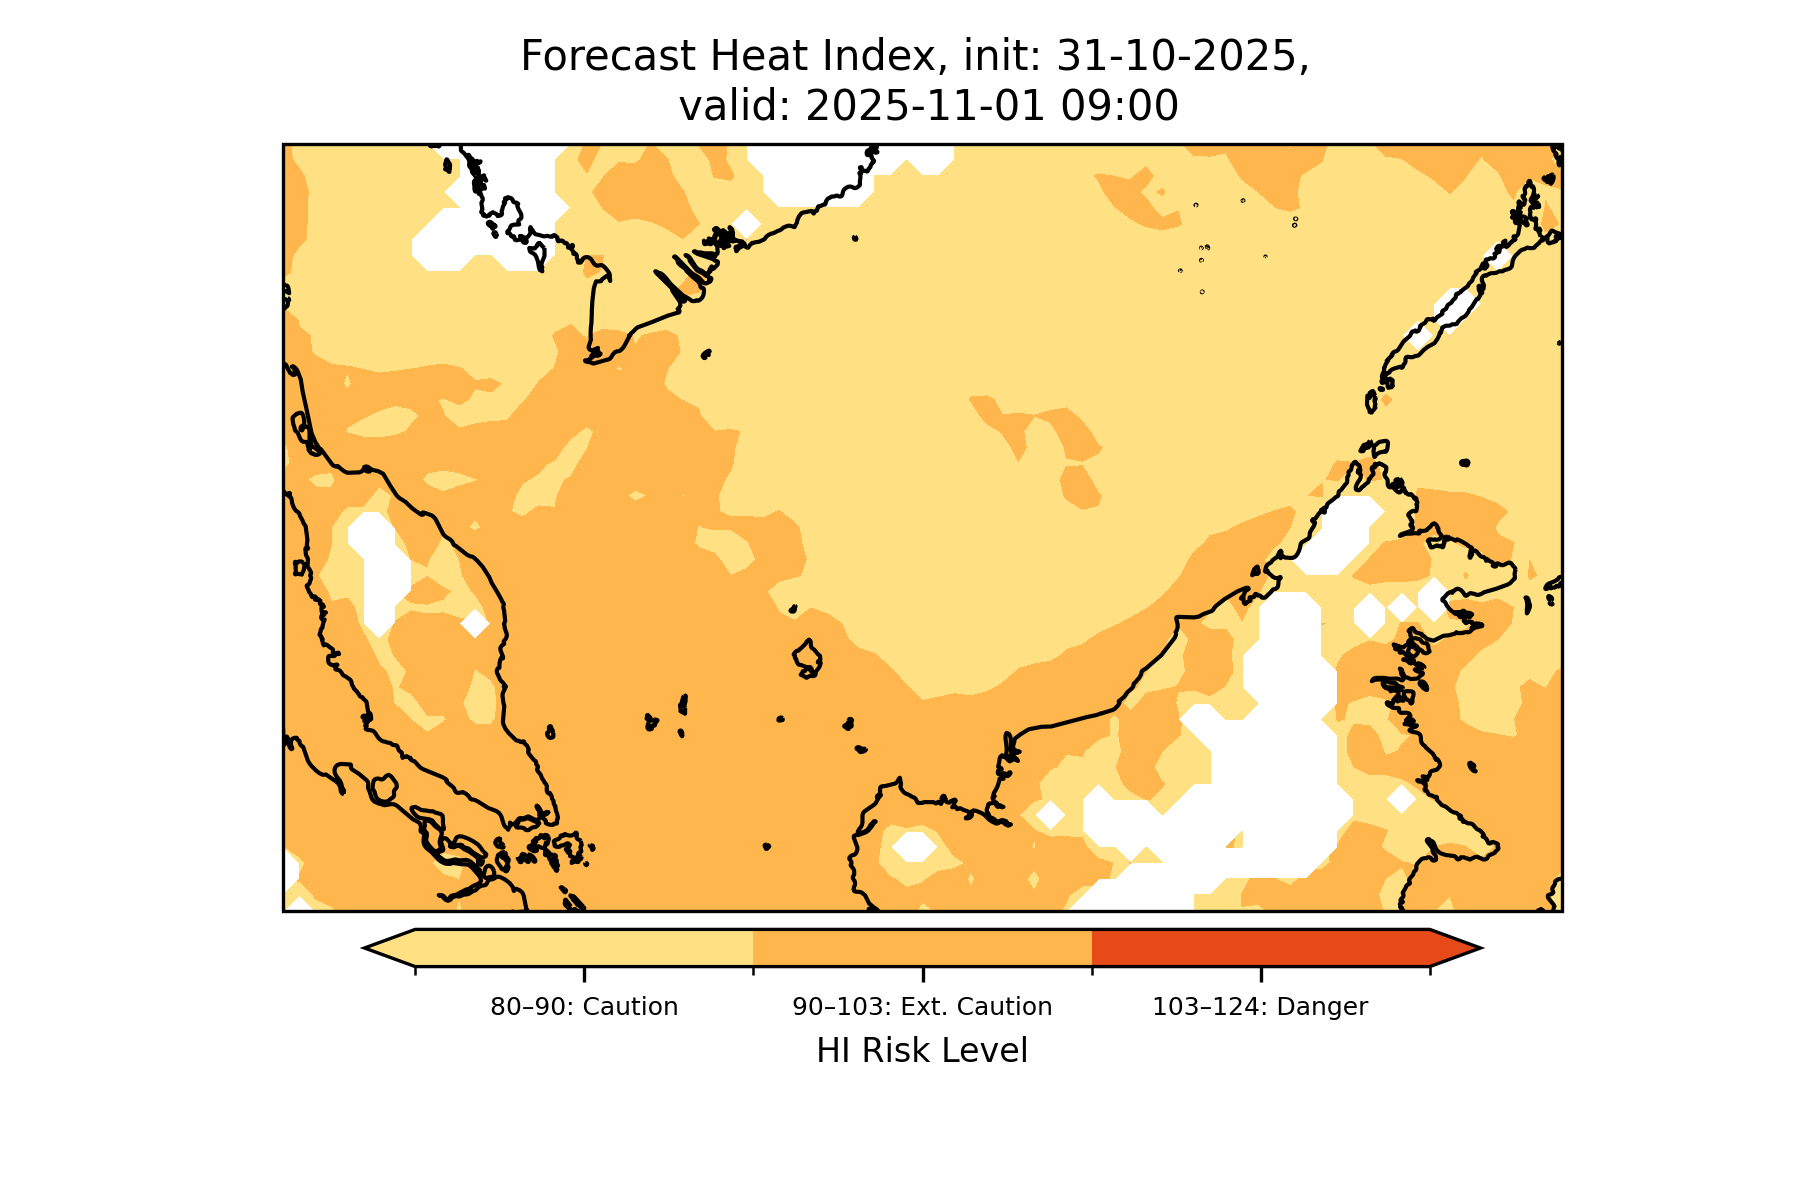 Forecast Heat Index, init: 31-10-2025,
valid: 2025-11-01 09:00
80–90: Caution
90–103: Ext. Caution
103–124: Danger
HI Risk Level